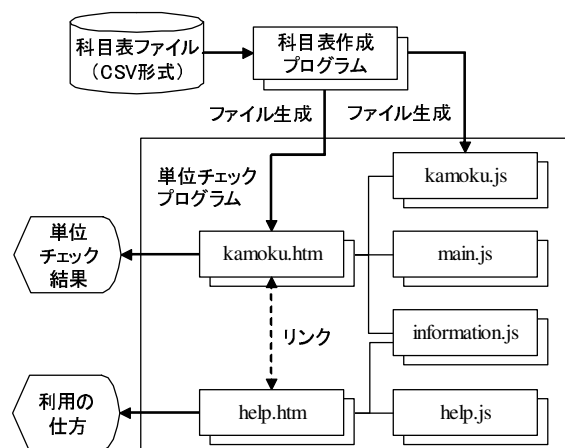 科目表ファイル
(CSV形式)
科目表作成
プログラム
ファイル生成
ファイル生成
単位チェック
プログラム
kamoku.js
単位
チェック
結果
kamoku.htm
main.js
リンク
information.js
利用の
仕方
help.htm
help.js